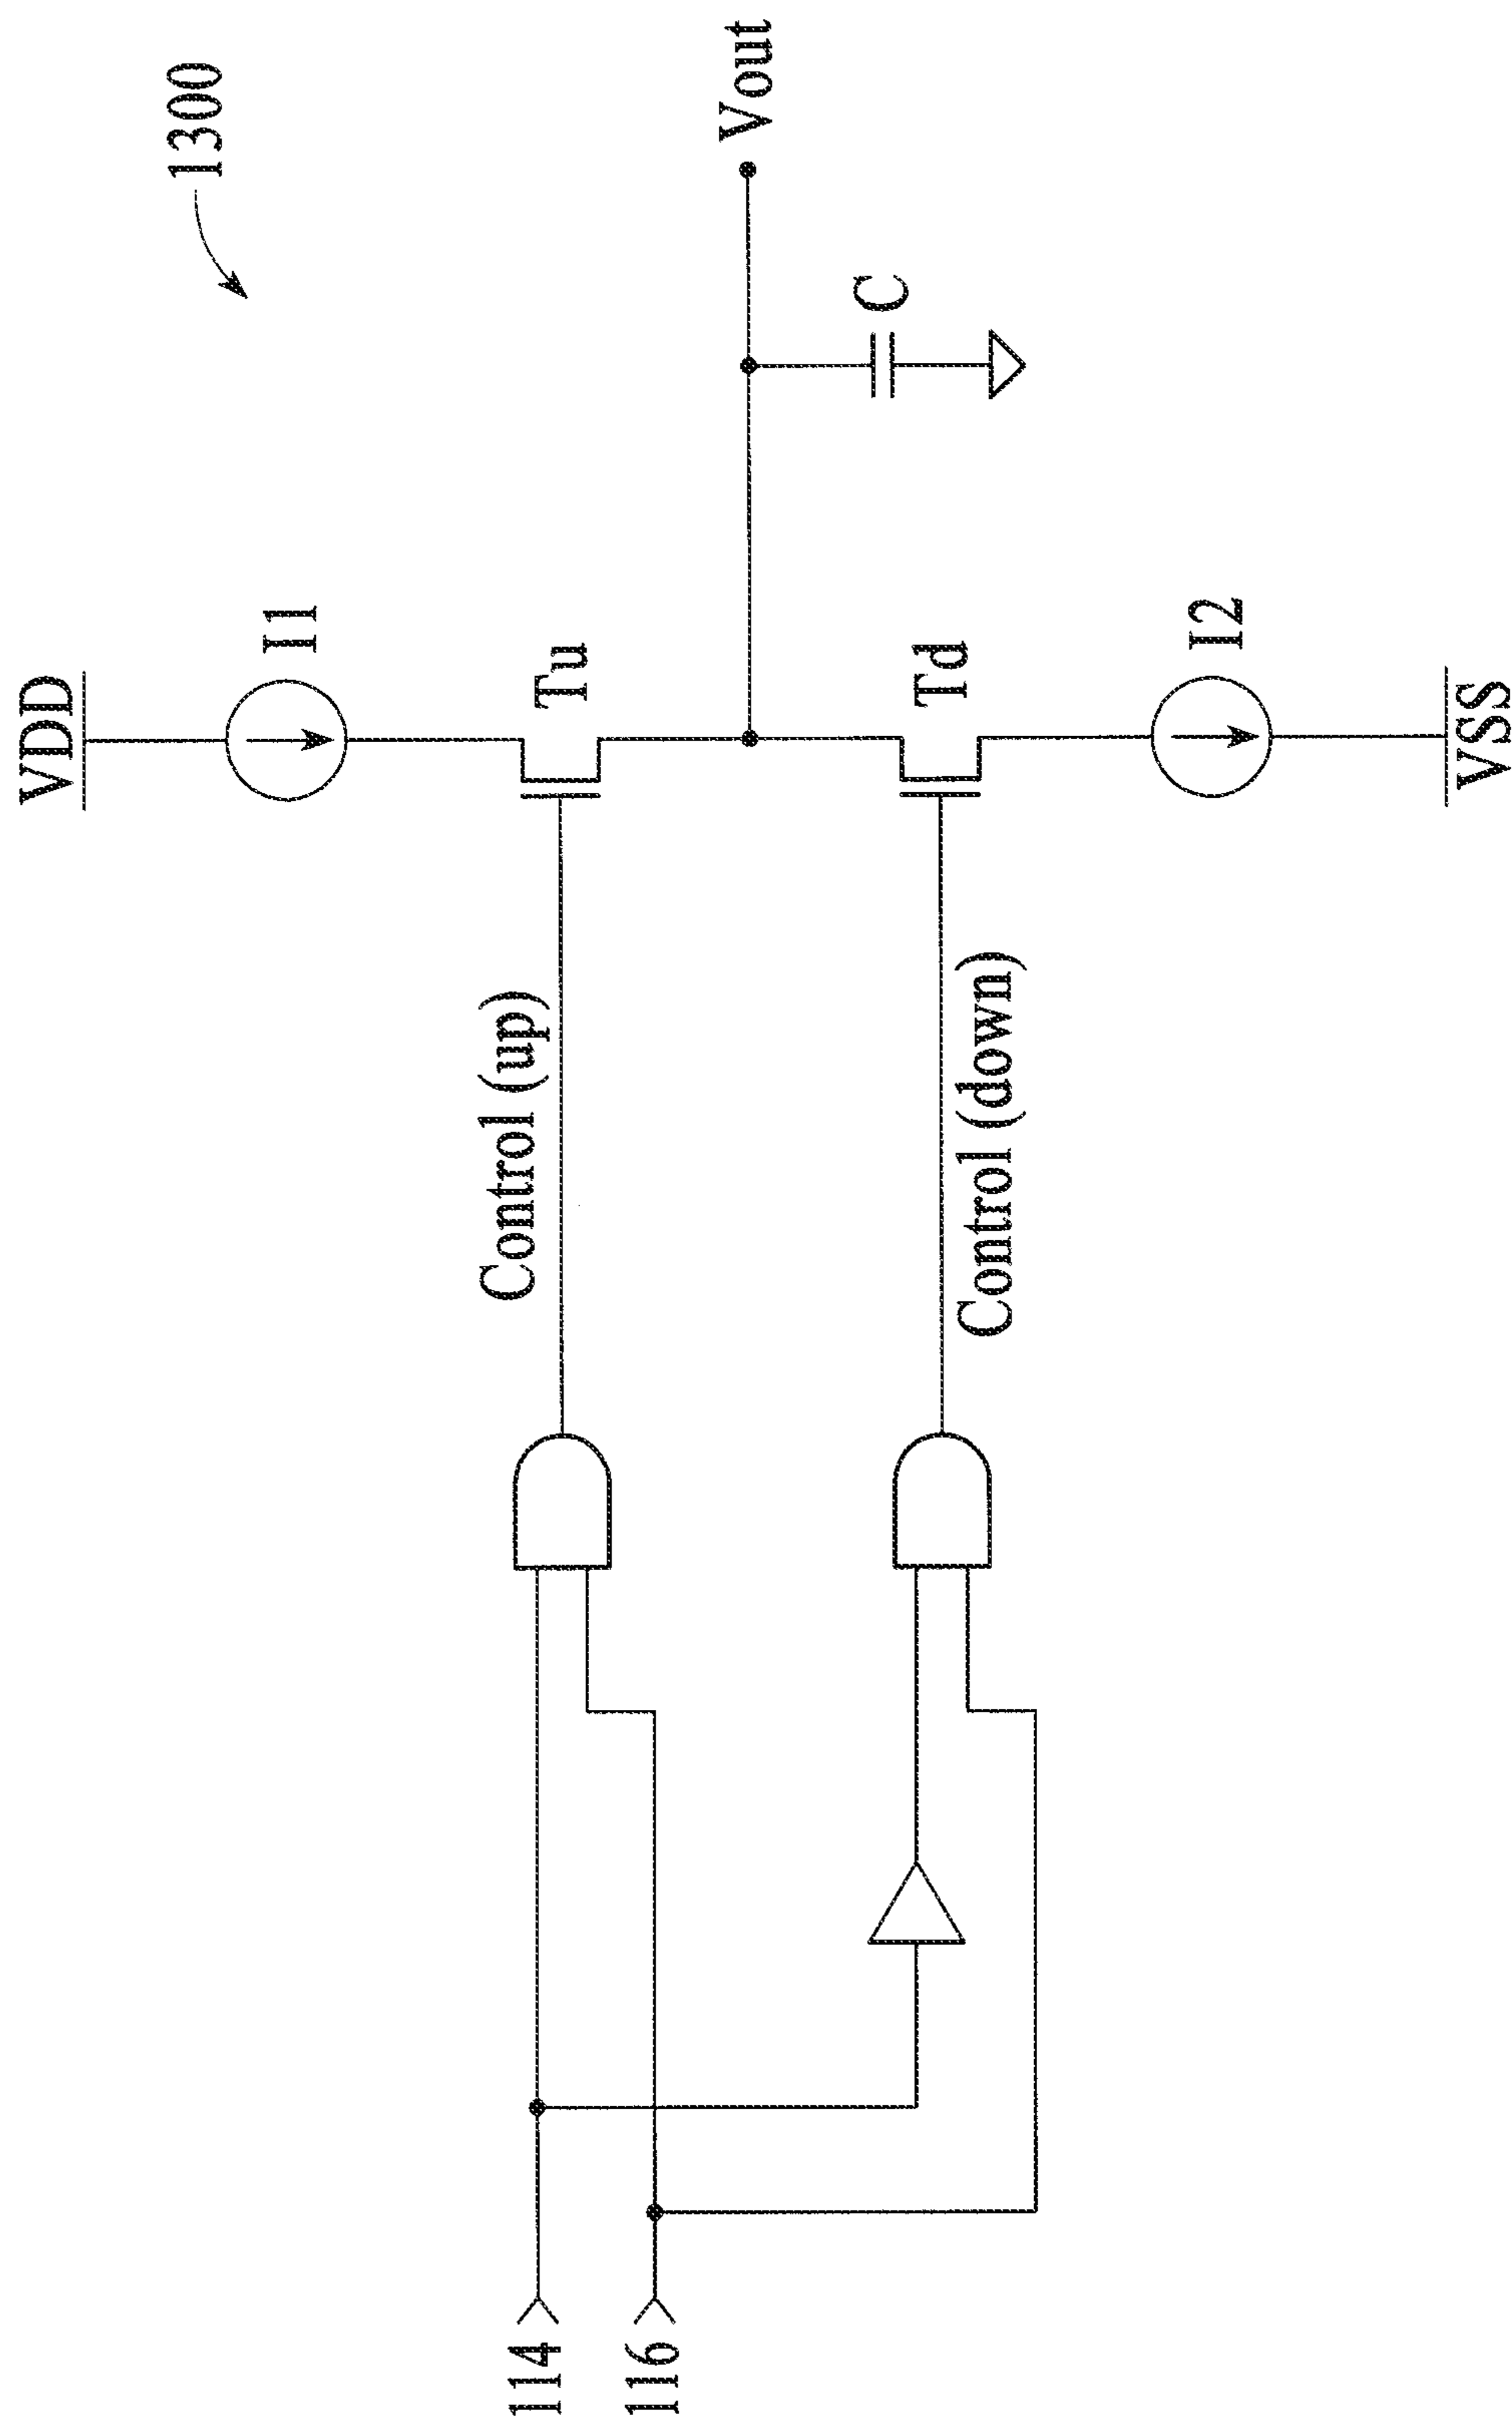 1300
VDD
I1
Tu
Vout
C
Control (up)
Td
Control (down)
I2
VSS
114
116